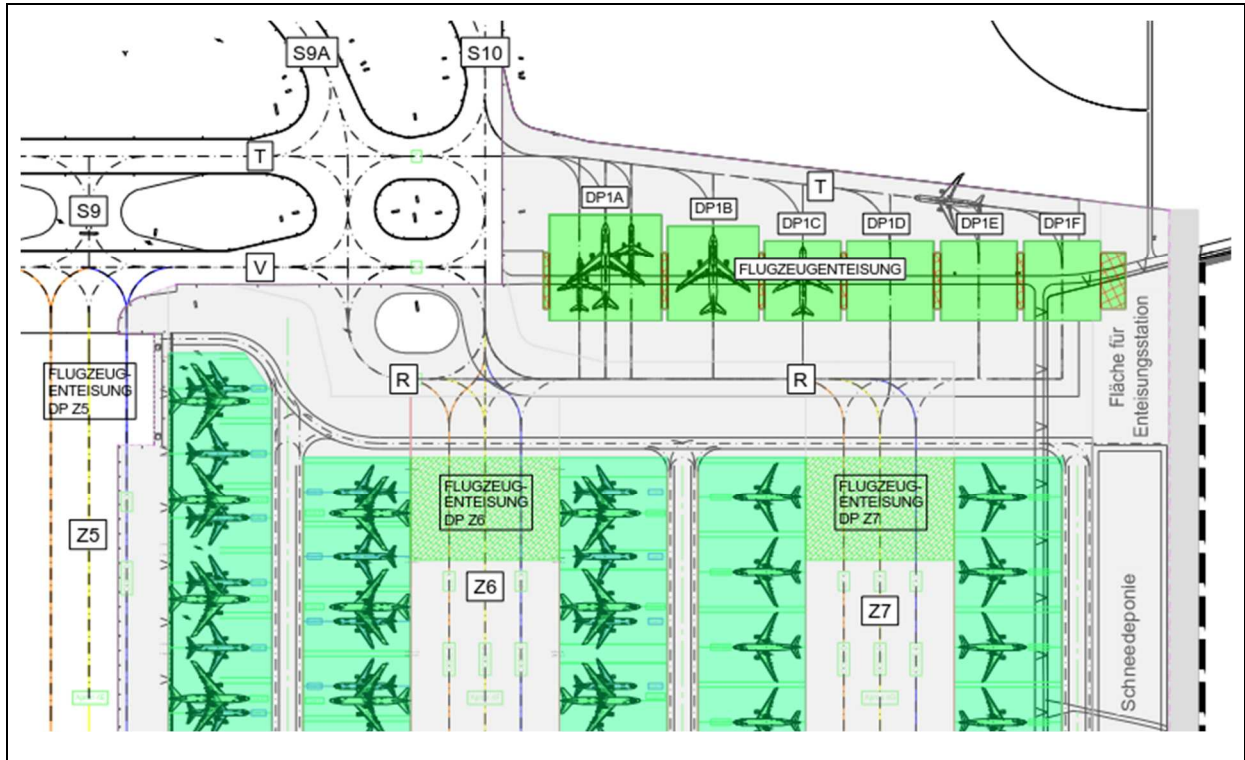 S9A
S10
T
T
DP1A
DP1B
DP1C
DP1D
DP1E
DP1F
S9
V
FLUGZEUGENTEISUNG
FLUGZEUG-
ENTEISUNG
DP Z5
R
R
Fläche für
Enteisungsstation
FLUGZEUG-
ENTEISUNG
DP Z6
FLUGZEUG-
ENTEISUNG
DP Z7
Z5
Z6
Z7
Schneedeponie